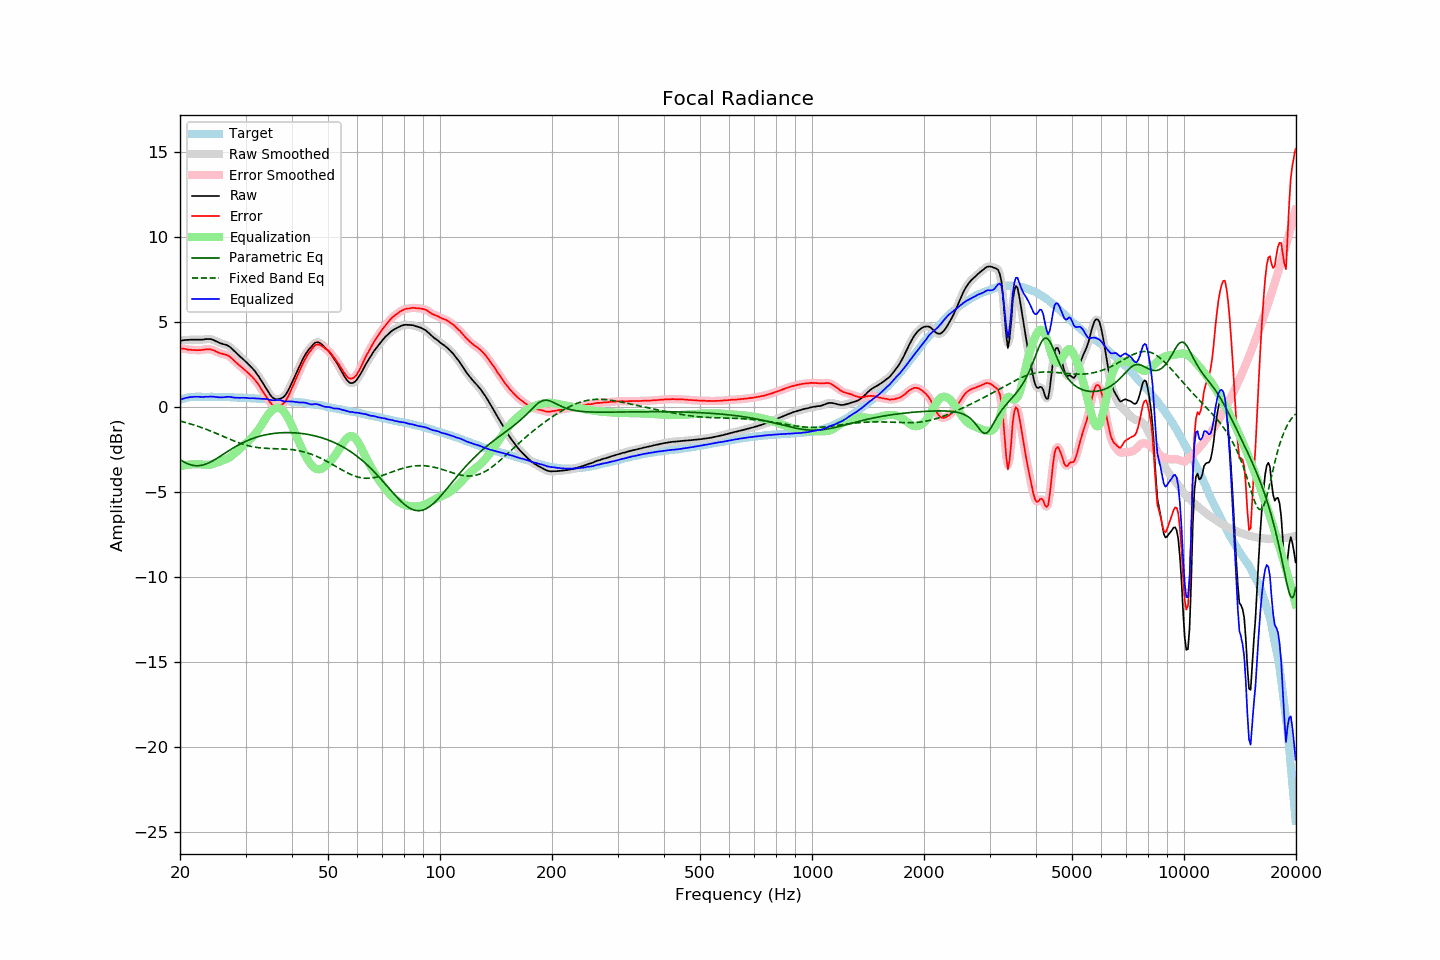 Focal Radiance
Target
Raw Smoothed
Error Smoothed
Raw
Error
Equalization
Parametric Eq
Fixed Band Eq
Equalized
Amplitude (dBr)
15
10
5
0
−5
−10
−15
−20
−25
20
50
100
200
500
1000
2000
5000
10000
20000
Frequency (Hz)